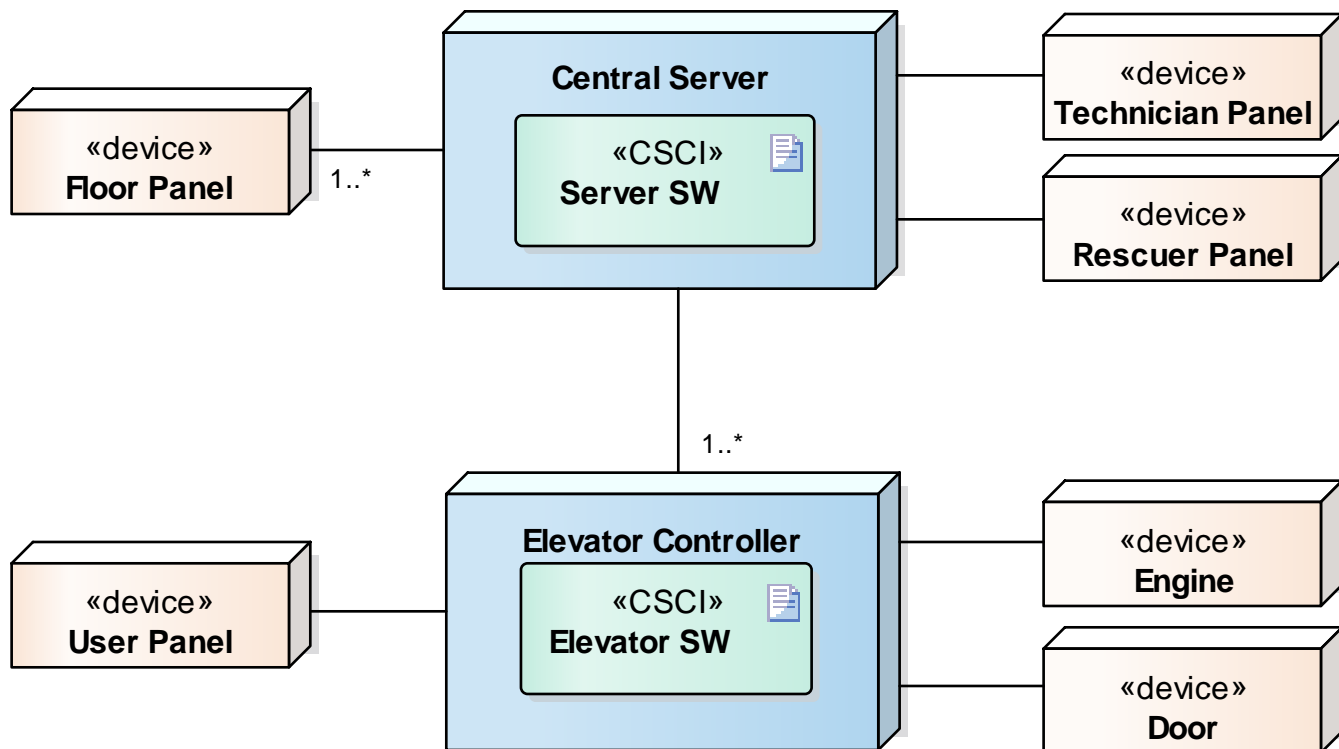 Central Server
«CSCI»
Server SW
«device»
Floor Panel
1..*
«device»
Technician Panel
«device»
Rescuer Panel
1..*
Elevator Controller
«CSCI»
Elevator SW
«device»
User Panel
«device»
Engine
«device»
Door